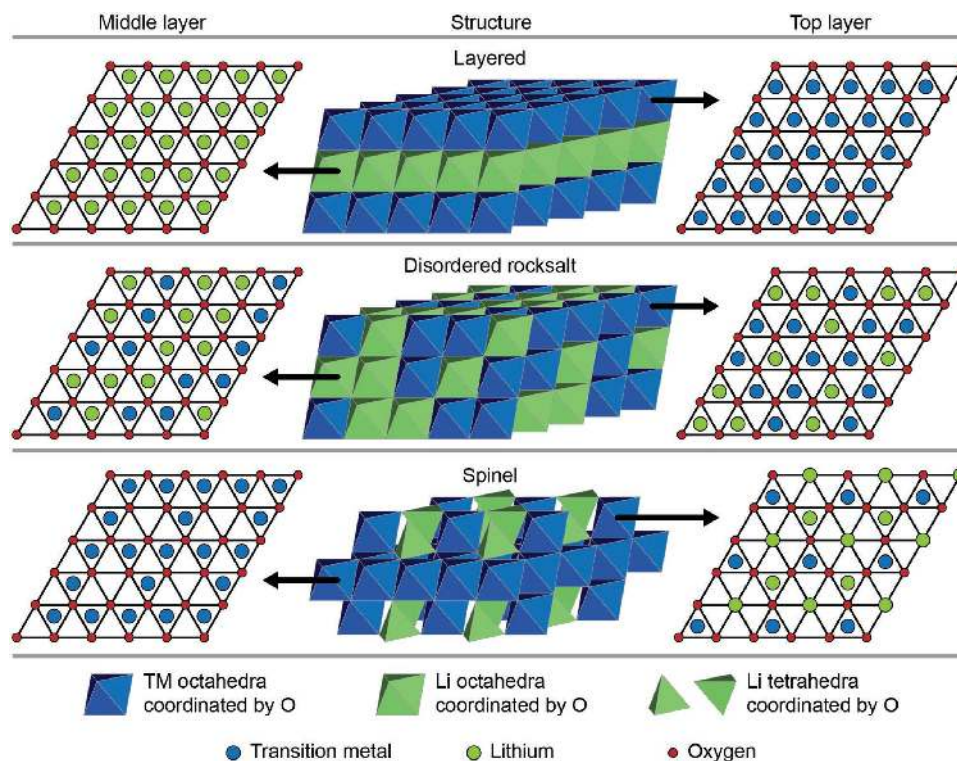 Middle layer
Structure
Top layer
Layered
Disordered rocksalt
Spinel
TM octahedra
coordinated by O
Li octahedra
coordinated by O
Li tetrahedra
coordinated by O
Transition metal
Lithium
Oxygen